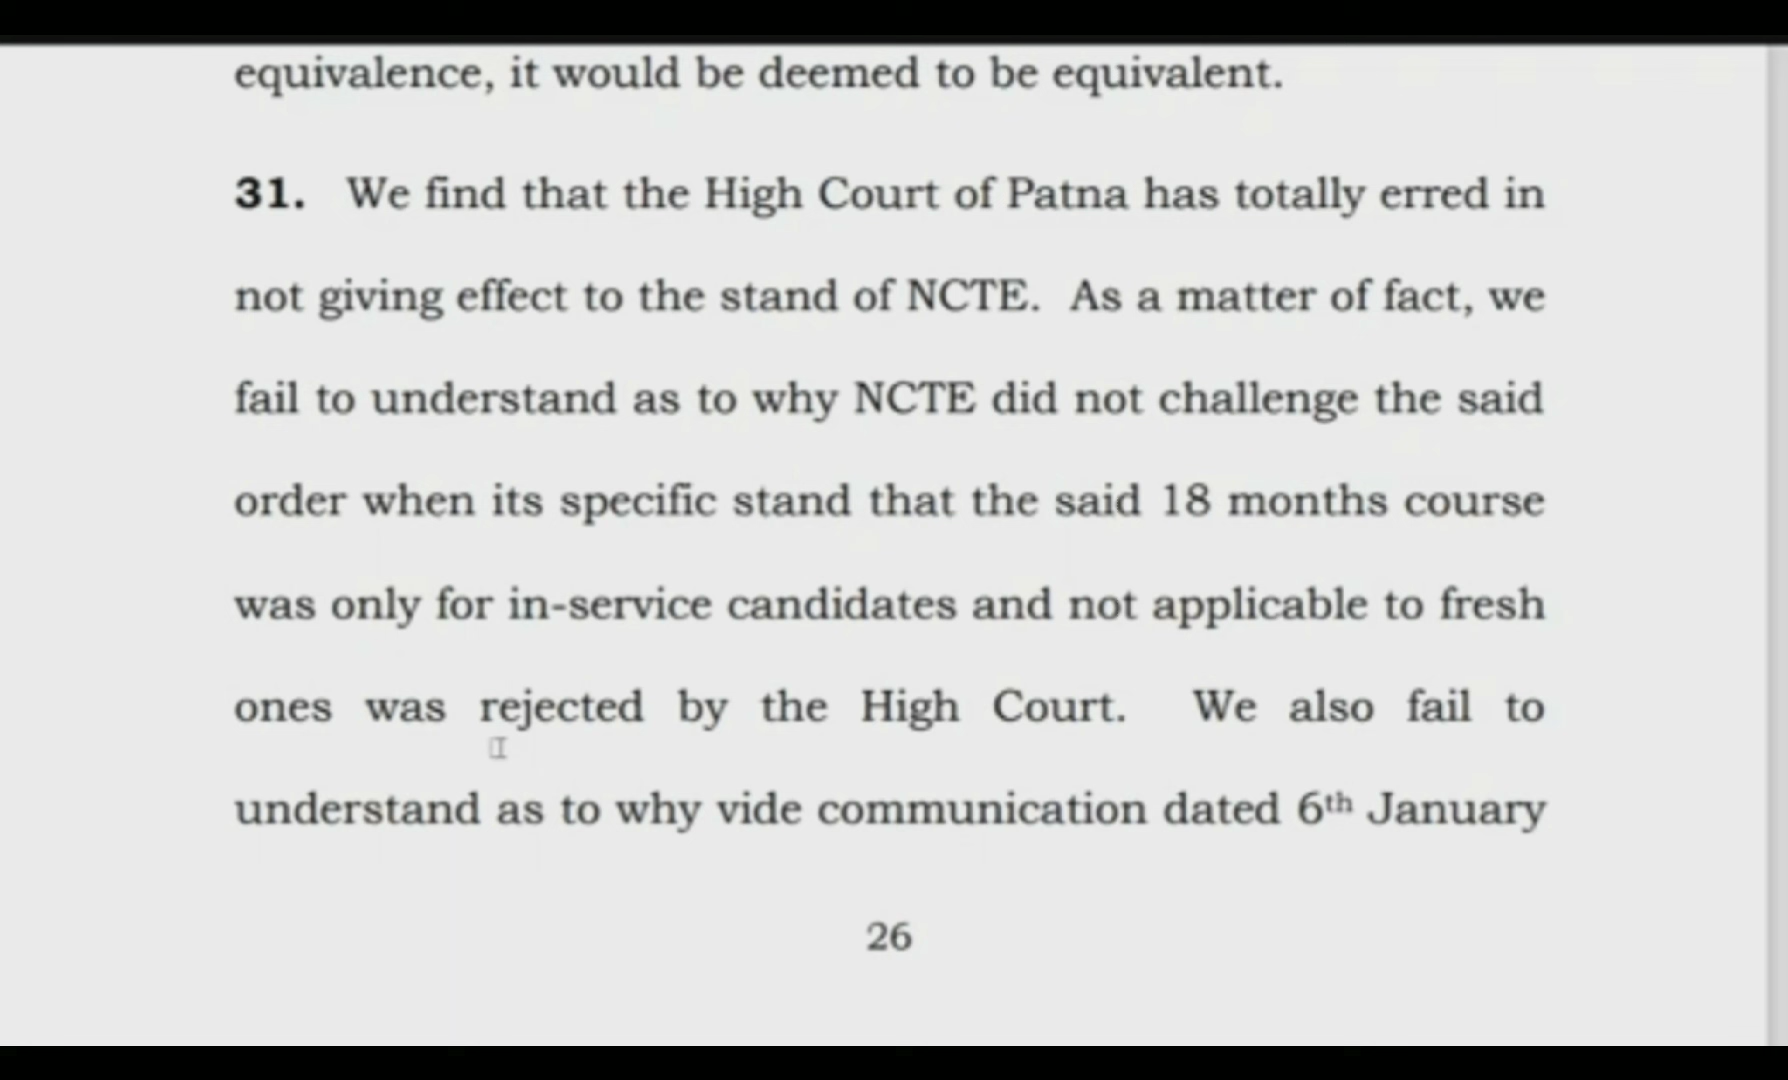 equivalence, it would be deemed to be equivalent.
31. We find that the High Court of Patna has totally erred in
not giving effect to the stand of NCTE. As a matter of fact, we
fail to understand as to why NCTE did not challenge the said
order when its specific stand that the said 18 months course
was only for in-service candidates and not applicable to fresh
ones was rejected by the High Court. We also fail to
understand as to why vide communication dated 6th January
26